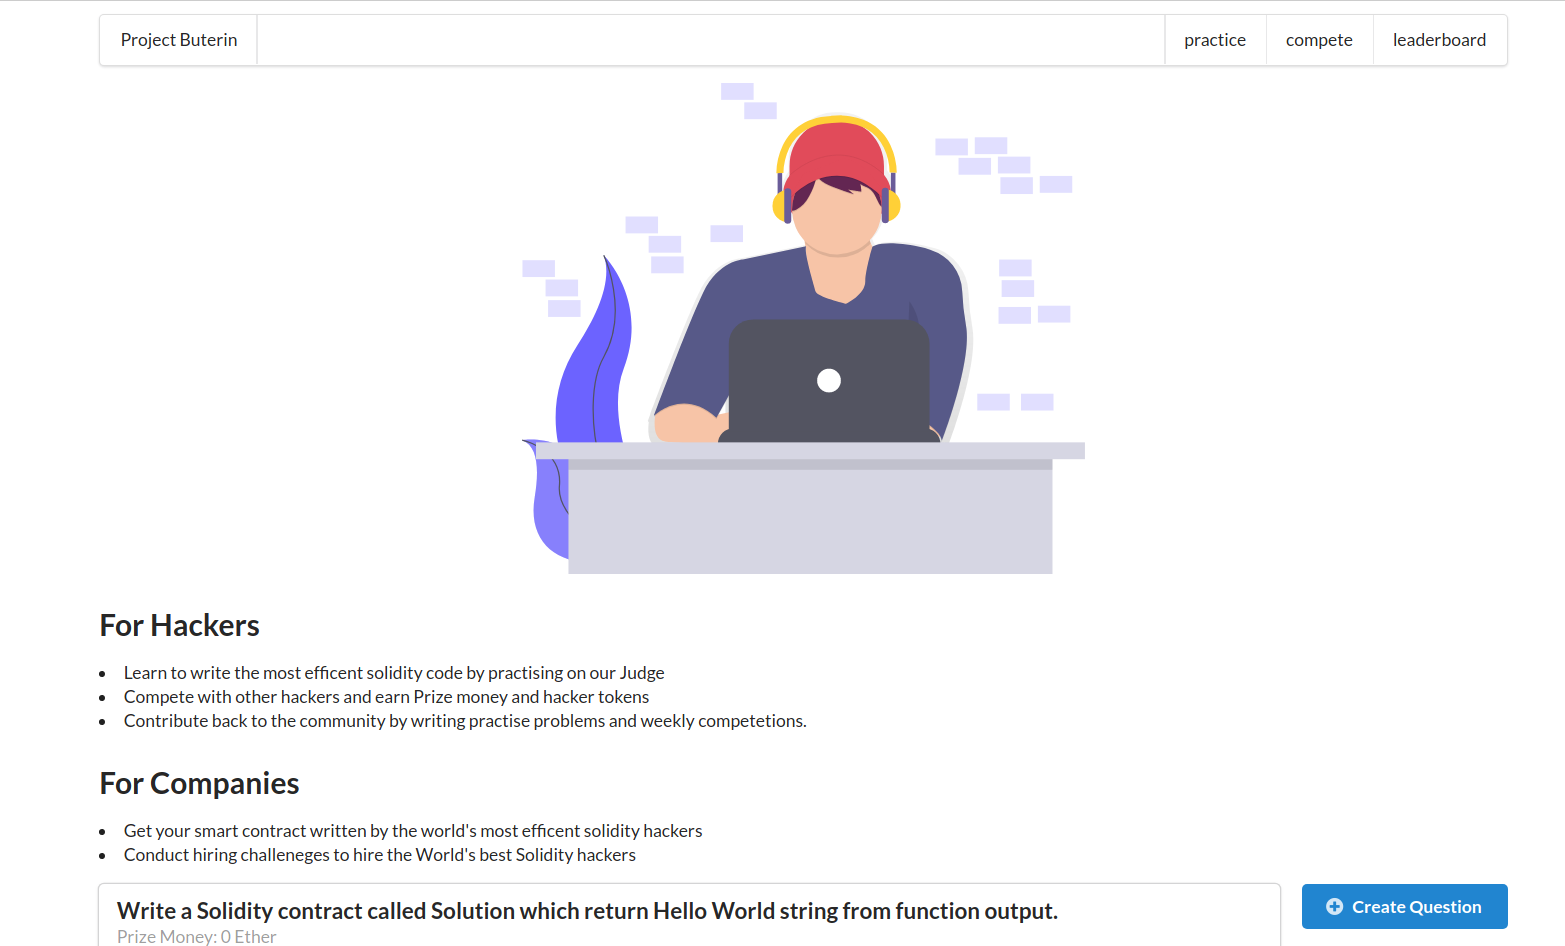 Project Buterin
practice
compete
leaderboard
For Hackers
Learn to write the most efficent solidity code by practising on our Judge
Compete with other hackers and earn Prize money and hacker tokens
Contribute back to the community by writing practise problems and weekly competetions.
For Companies
Get your smart contract written by the world's most efficent solidity hackers
Conduct hiring challeneges to hire the World's best Solidity hackers
Write a Solidity contract called Solution which return Hello World string from function output.
Create Question
Prize Money: 0 Ether